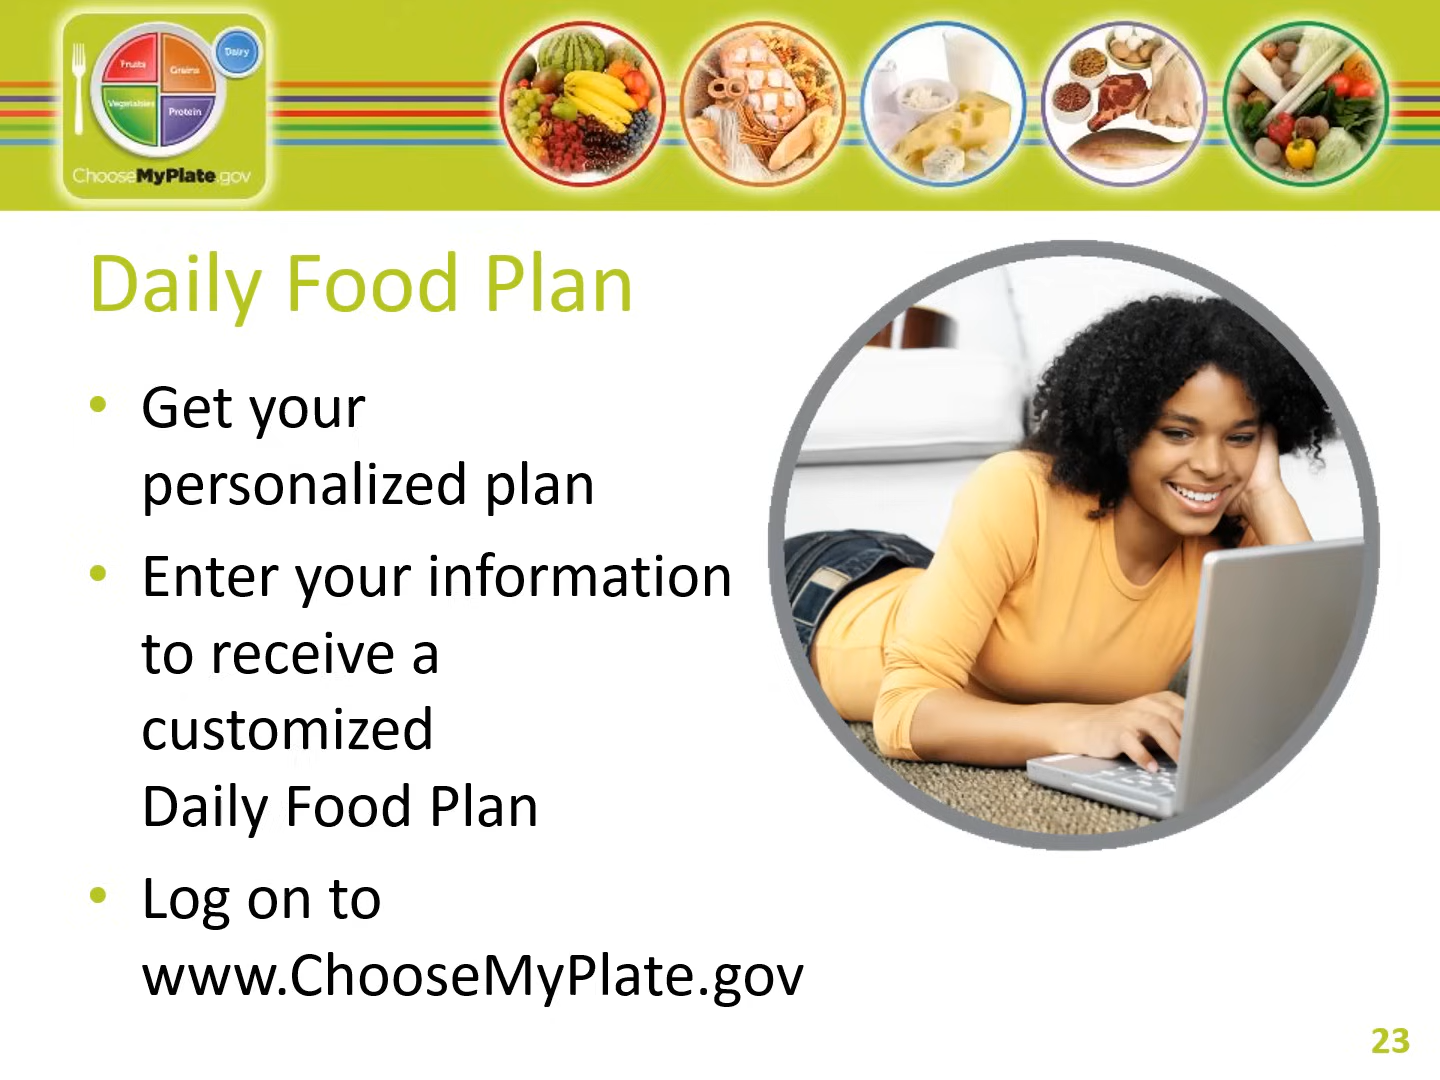 Fruits
Grains
Dairy
Vegetables
Protein
ChooseMyPlate.gov
Daily Food Plan
• Get your
personalized plan
• Enter your information
to receive a
customized
Daily Food Plan
• Log on to
www.ChooseMyPlate.gov
23